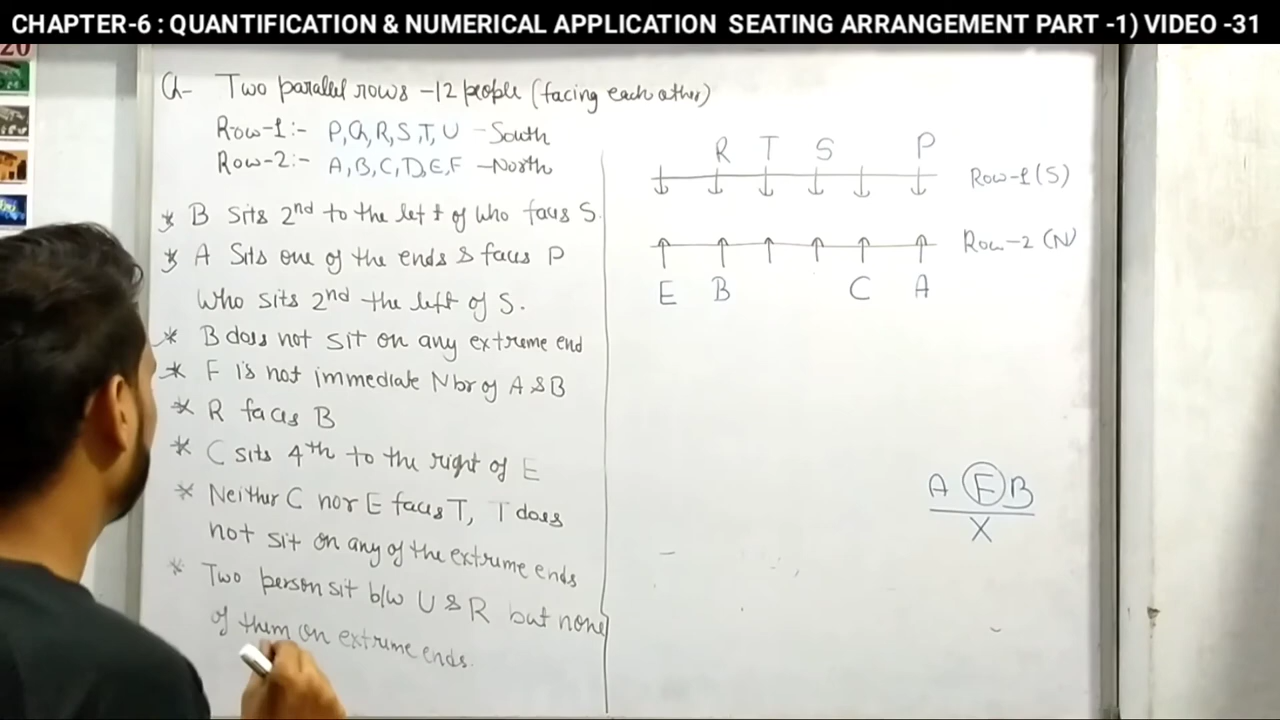 CHAPTER-6 : QUANTIFICATION & NUMERICAL APPLICATION SEATING ARRANGEMENT PART -1) VIDEO -31
20
Q- Two parallel rows -12 people (facing each other)
Row-1:- P,Q,R,S,T,U -South
Row-2:- A,B,C,D,E,F -North
* B sits 2nd to the left of who faces S.
* A Sits one of the ends & faces P
who sits 2nd the left of S.
* B does not sit on any extreme end
* F is not immediate Nbr of A & B
* R faces B
* C sits 4th to the right of E
* Neither C nor E faces T, T does
not sit on any of the extreme ends
* Two person sit b/w U & R but none
of them on extreme ends.
R T S P
Row-1 (S)
Row-2 (N)
E B C A
A F B
X